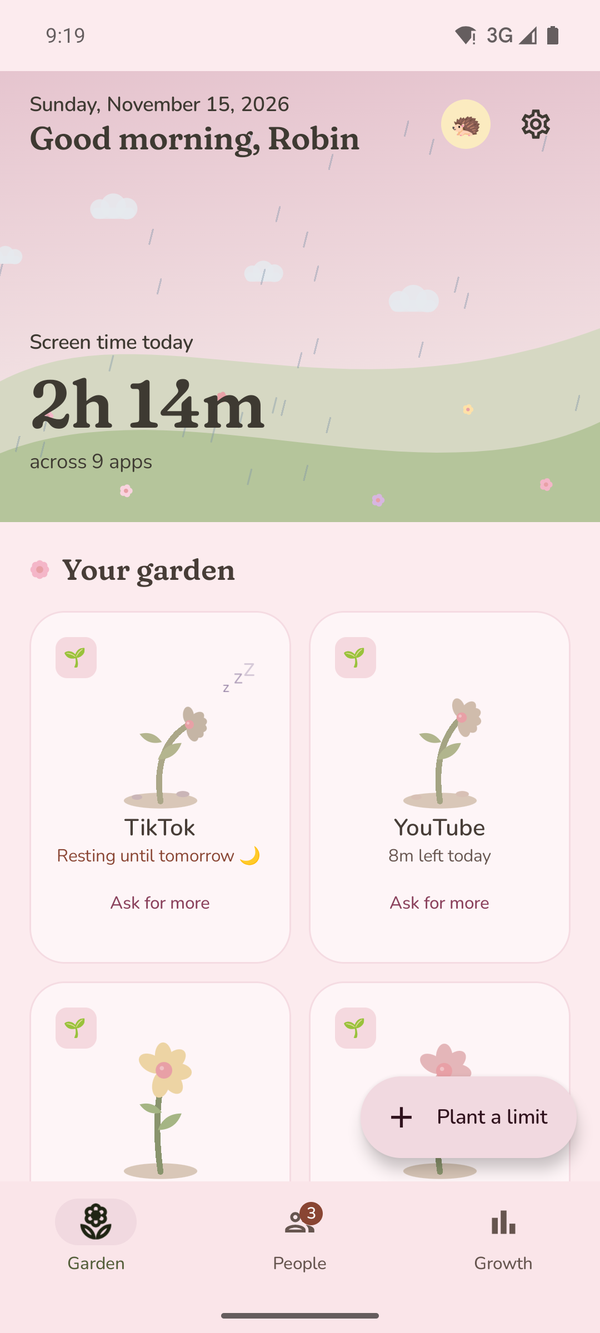 9:19
3G
Sunday, November 15, 2026
Good morning, Robin
Screen time today
2h 14m
across 9 apps
Your garden
z z Z
TikTok
Resting until tomorrow 🌙
Ask for more
YouTube
8m left today
Ask for more
+ Plant a limit
3
Garden
People
Growth